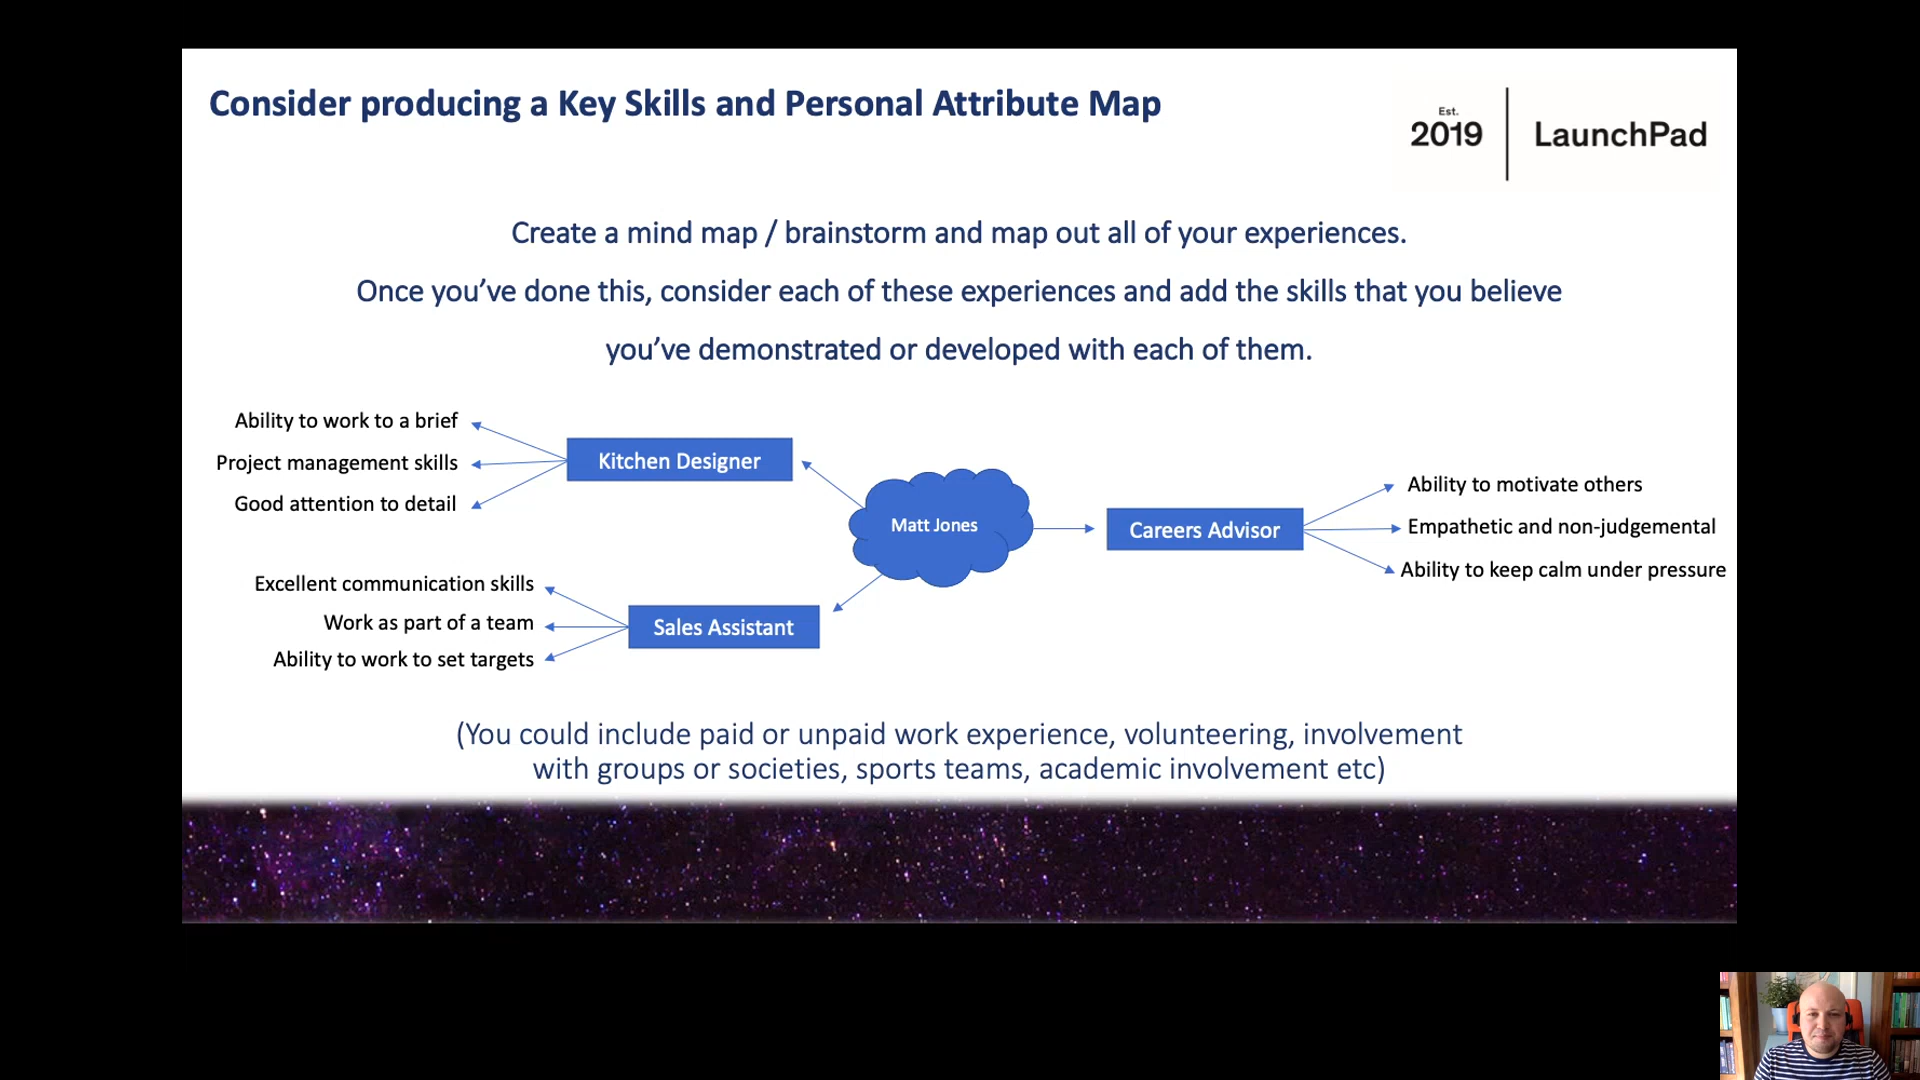 Consider producing a Key Skills and Personal Attribute Map
Est.
2019
LaunchPad
Create a mind map / brainstorm and map out all of your experiences.
Once you’ve done this, consider each of these experiences and add the skills that you believe
you’ve demonstrated or developed with each of them.
Ability to work to a brief
Project management skills
Good attention to detail
Kitchen Designer
Excellent communication skills
Work as part of a team
Ability to work to set targets
Sales Assistant
Matt Jones
Careers Advisor
Ability to motivate others
Empathetic and non-judgemental
Ability to keep calm under pressure
(You could include paid or unpaid work experience, volunteering, involvement
with groups or societies, sports teams, academic involvement etc)